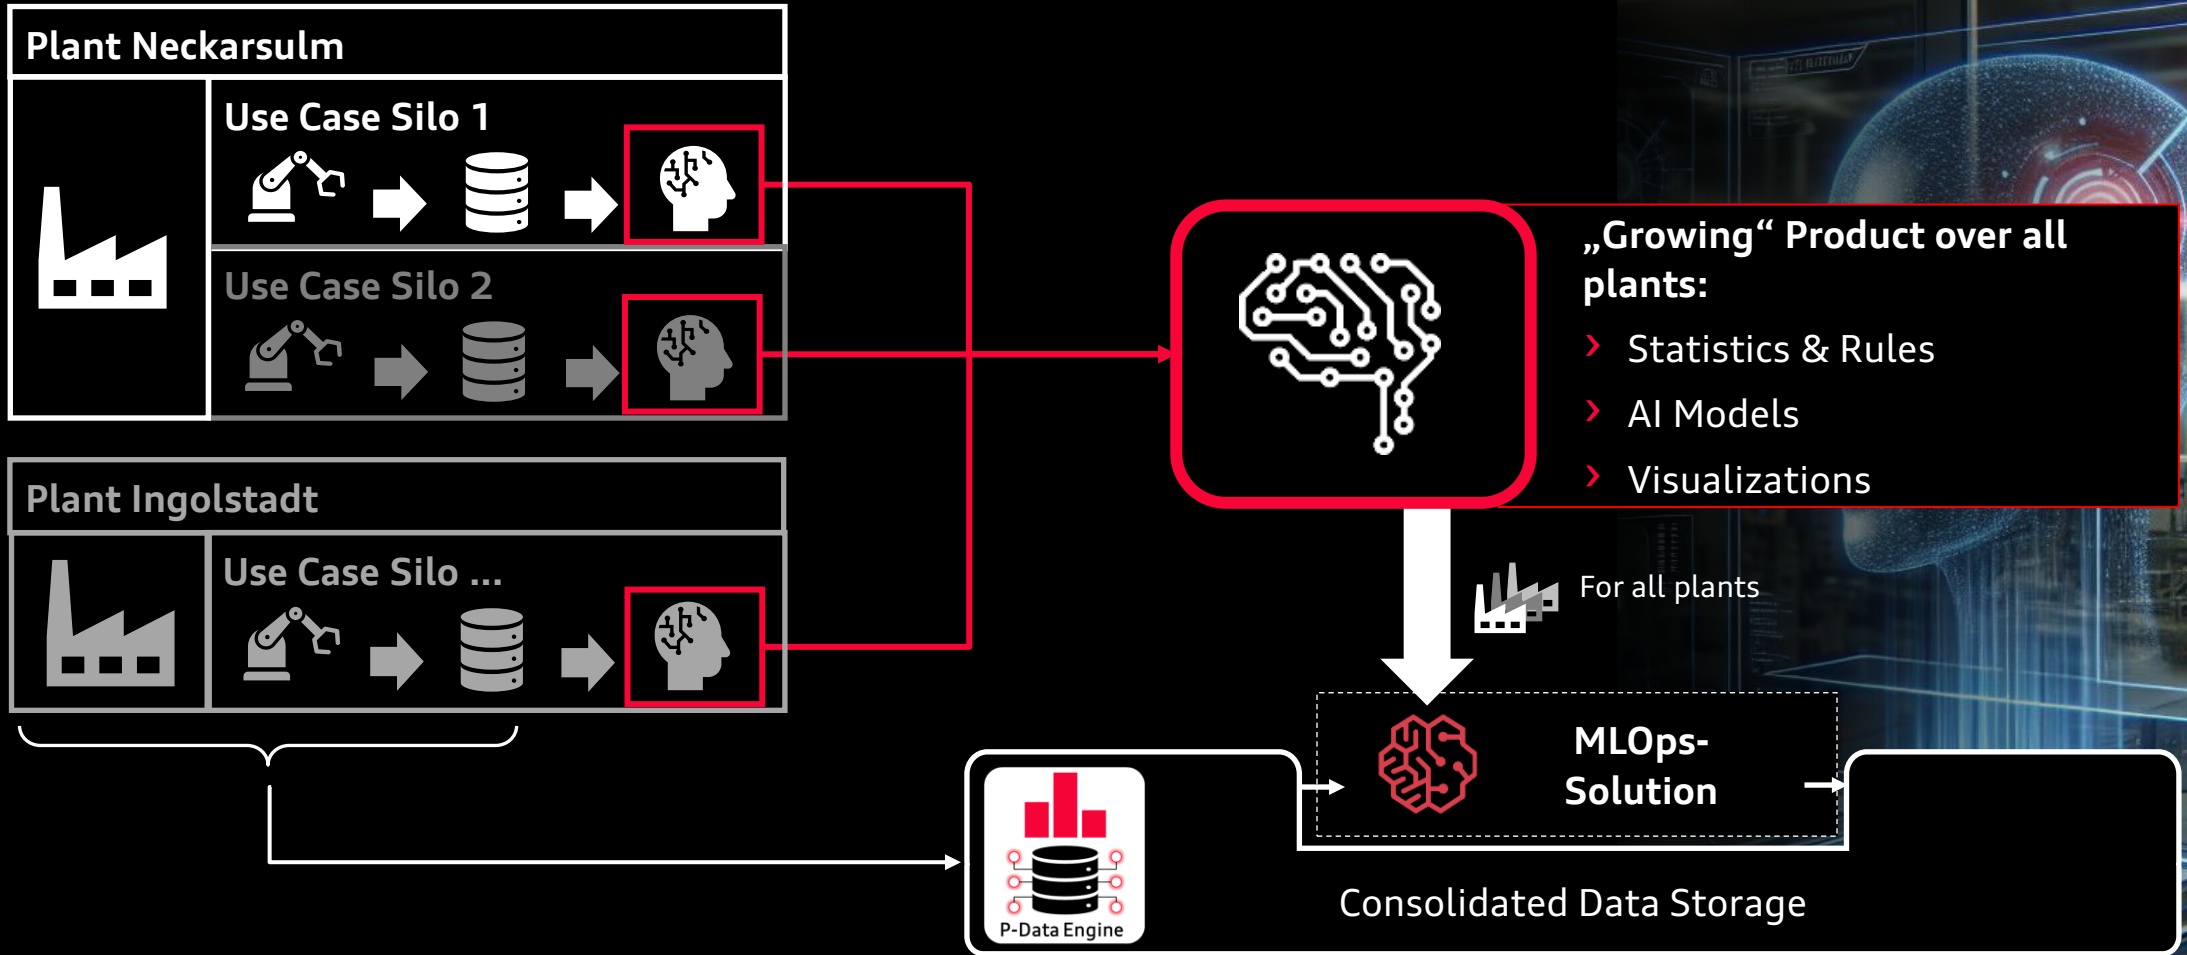 Plant Neckarsulm
Use Case Silo 1
Use Case Silo 2
Plant Ingolstadt
Use Case Silo ...
„Growing“ Product over all
plants:
Statistics & Rules
AI Models
Visualizations
For all plants
MLOps-
Solution
P-Data Engine
Consolidated Data Storage